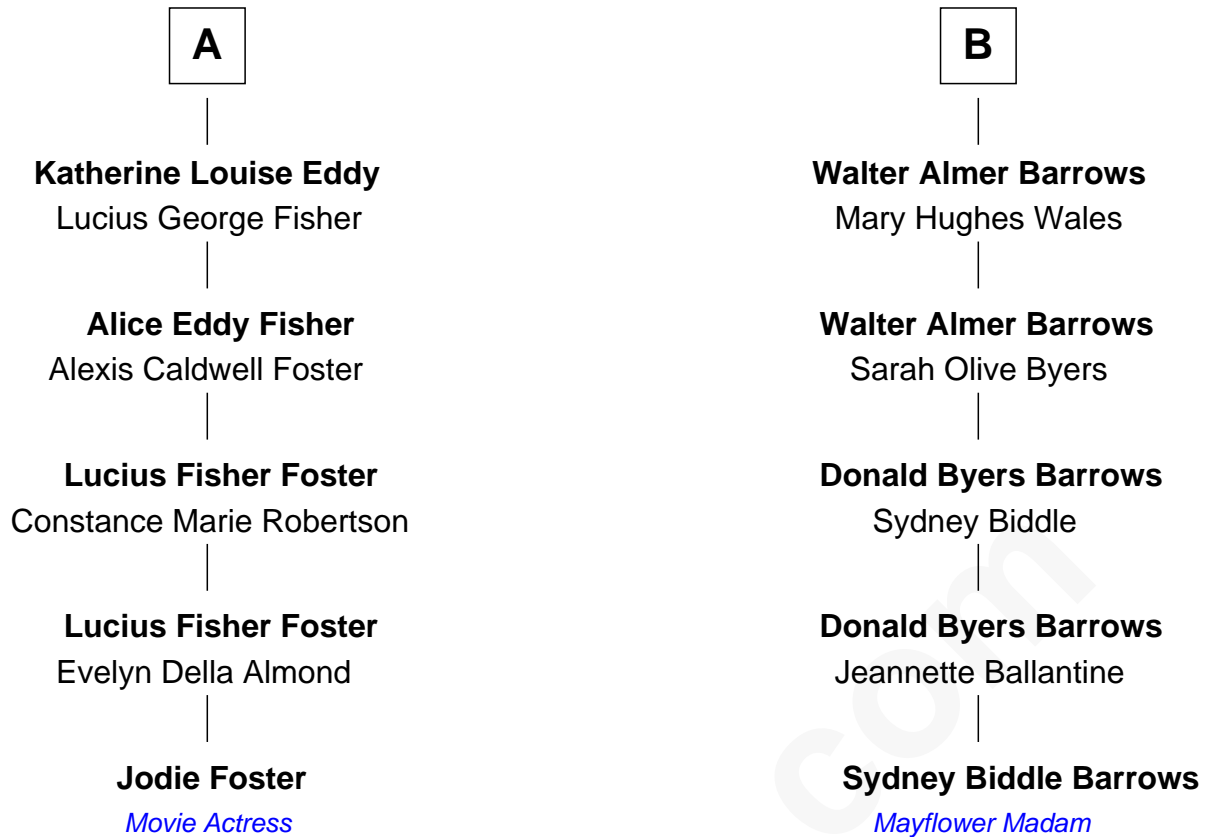 A
Katherine Louise Eddy
Lucius George Fisher
Alice Eddy Fisher
Alexis Caldwell Foster
Lucius Fisher Foster
Constance Marie Robertson
Lucius Fisher Foster
Evelyn Della Almond
Jodie Foster
Movie Actress
B
Walter Almer Barrows
Mary Hughes Wales
Walter Almer Barrows
Sarah Olive Byers
Donald Byers Barrows
Sydney Biddle
Donald Byers Barrows
Jeannette Ballantine
Sydney Biddle Barrows
Mayflower Madam
com